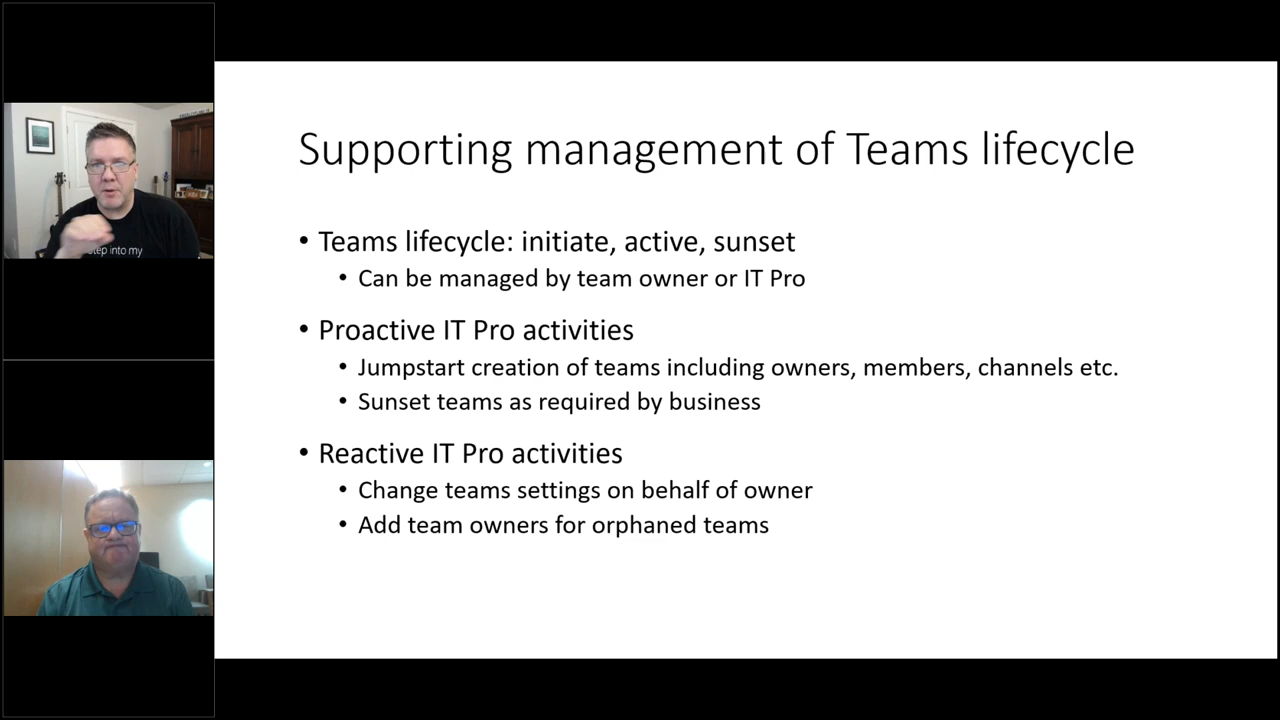 Supporting management of Teams lifecycle
• Teams lifecycle: initiate, active, sunset
• Can be managed by team owner or IT Pro
• Proactive IT Pro activities
• Jumpstart creation of teams including owners, members, channels etc.
• Sunset teams as required by business
• Reactive IT Pro activities
• Change teams settings on behalf of owner
• Add team owners for orphaned teams
step into my